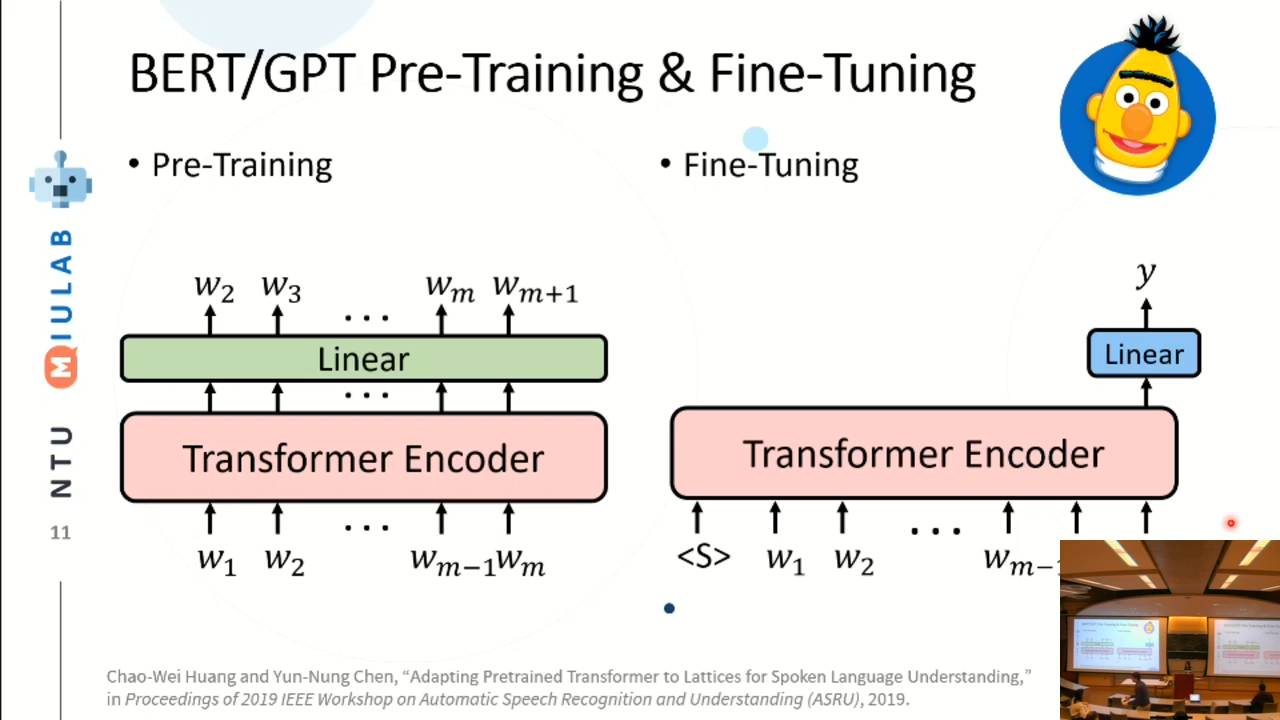 BERT/GPT Pre-Training & Fine-Tuning
• Pre-Training
w₂ w₃ ... wₘ wₘ₊₁
Linear
...
Transformer Encoder
...
w₁ w₂ wₘ₋₁ wₘ
• Fine-Tuning
y
Linear
Transformer Encoder
<S> w₁ w₂ ... wₘ₋
NTU MIULAB
11
Chao-Wei Huang and Yun-Nung Chen, “Adapting Pretrained Transformer to Lattices for Spoken Language Understanding,”
in Proceedings of 2019 IEEE Workshop on Automatic Speech Recognition and Understanding (ASRU), 2019.